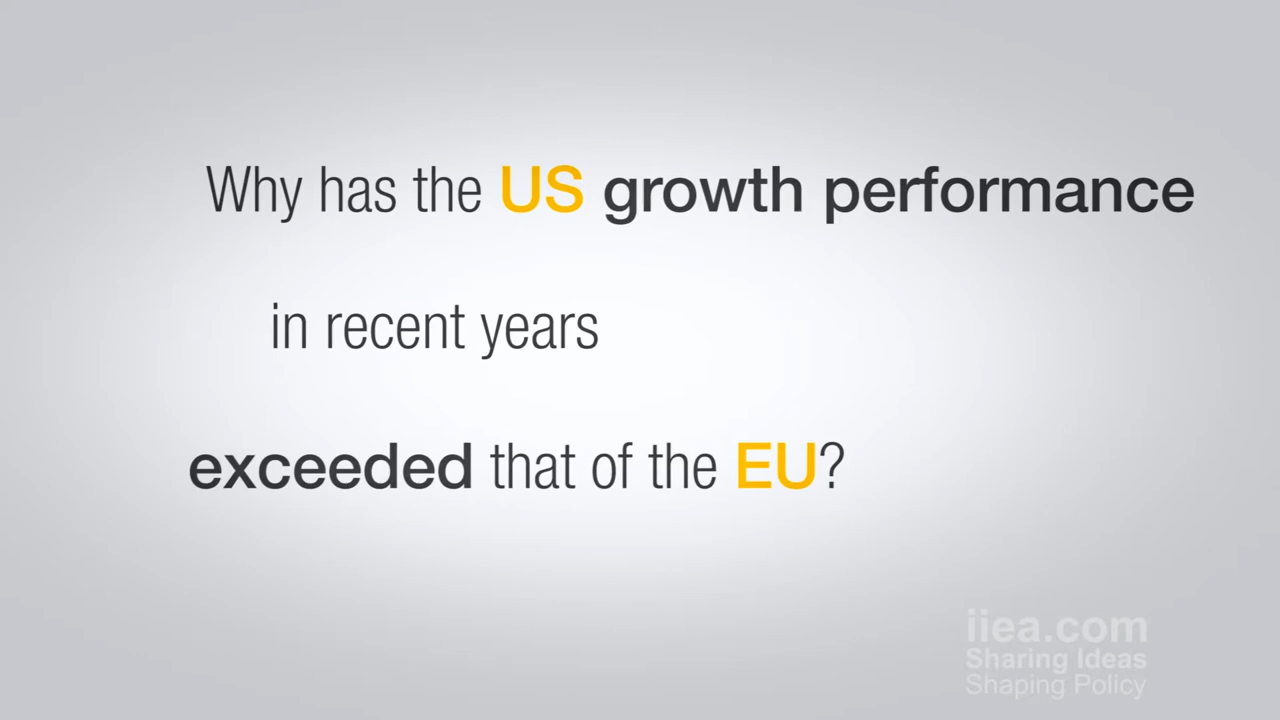 Why has the US growth performance
in recent years
exceeded that of the EU?
iiea.com
Sharing Ideas
Shaping Policy